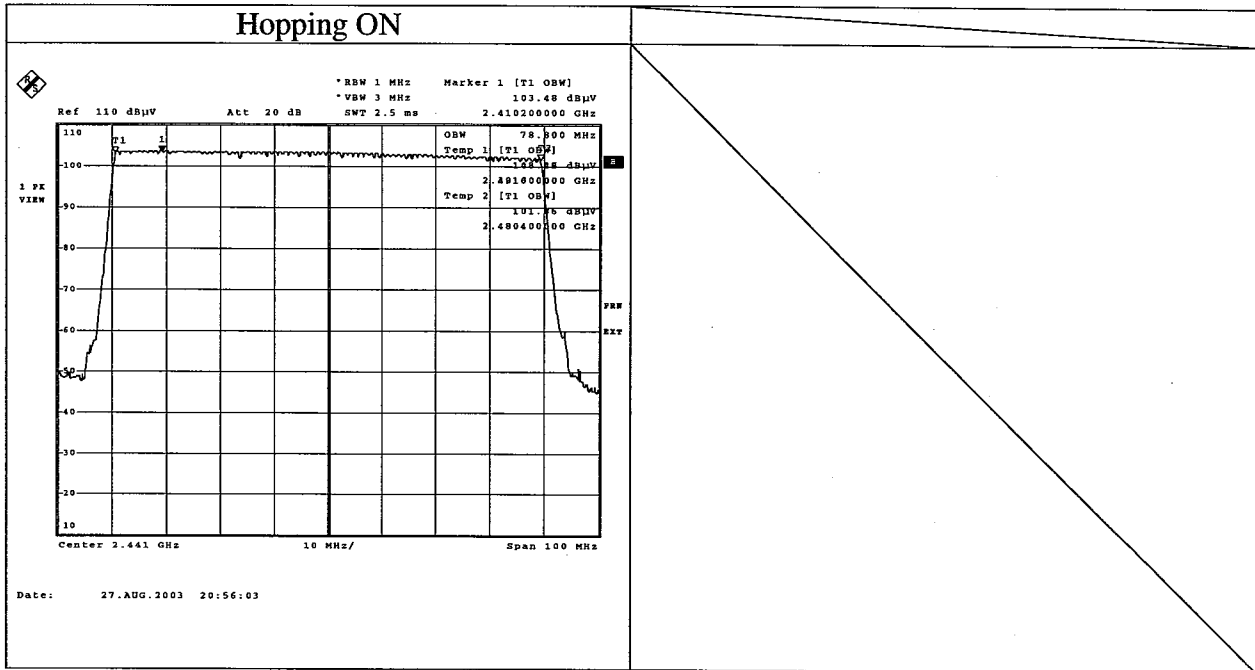 Hopping ON
R S
*RBW 1 MHz Marker 1 [T1 OBW]
*VBW 3 MHz 103.48 dBµV
Ref 110 dBµV Att 20 dB SWT 2.5 ms 2.410200000 GHz
110 OBW 78.800 MHz
T1 1 Temp 1 [T1 OBW]
100
B
2.401600000 GHz
1 PK
VIEW
90 Temp 2 [T1 OBW]
dBµV
2.480400000 GHz
80
70
PRN
60
EXT
50
40
30
20
10
Center 2.441 GHz 10 MHz/ Span 100 MHz
Date: 27.AUG.2003 20:56:03